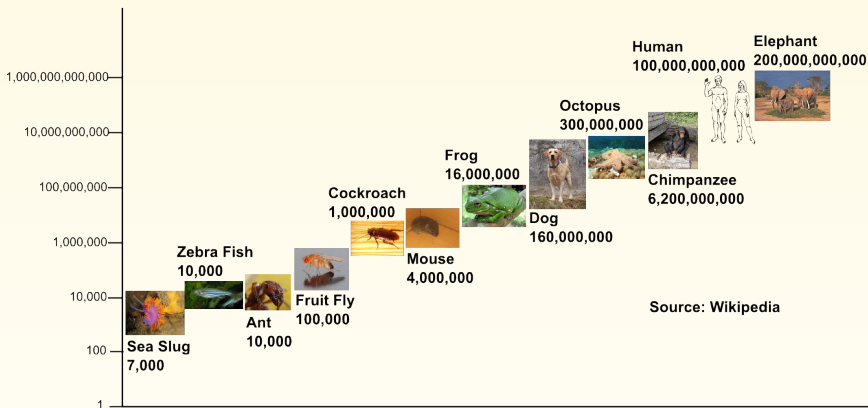 Human
100,000,000,000
Elephant
200,000,000,000
1,000,000,000,000
Octopus
300,000,000
10,000,000,000
Frog
16,000,000
Chimpanzee
6,200,000,000
100,000,000
Cockroach
1,000,000
Dog
160,000,000
1,000,000
Zebra Fish
10,000
Mouse
4,000,000
10,000
Fruit Fly
100,000
Source: Wikipedia
Ant
10,000
100
Sea Slug
7,000
1